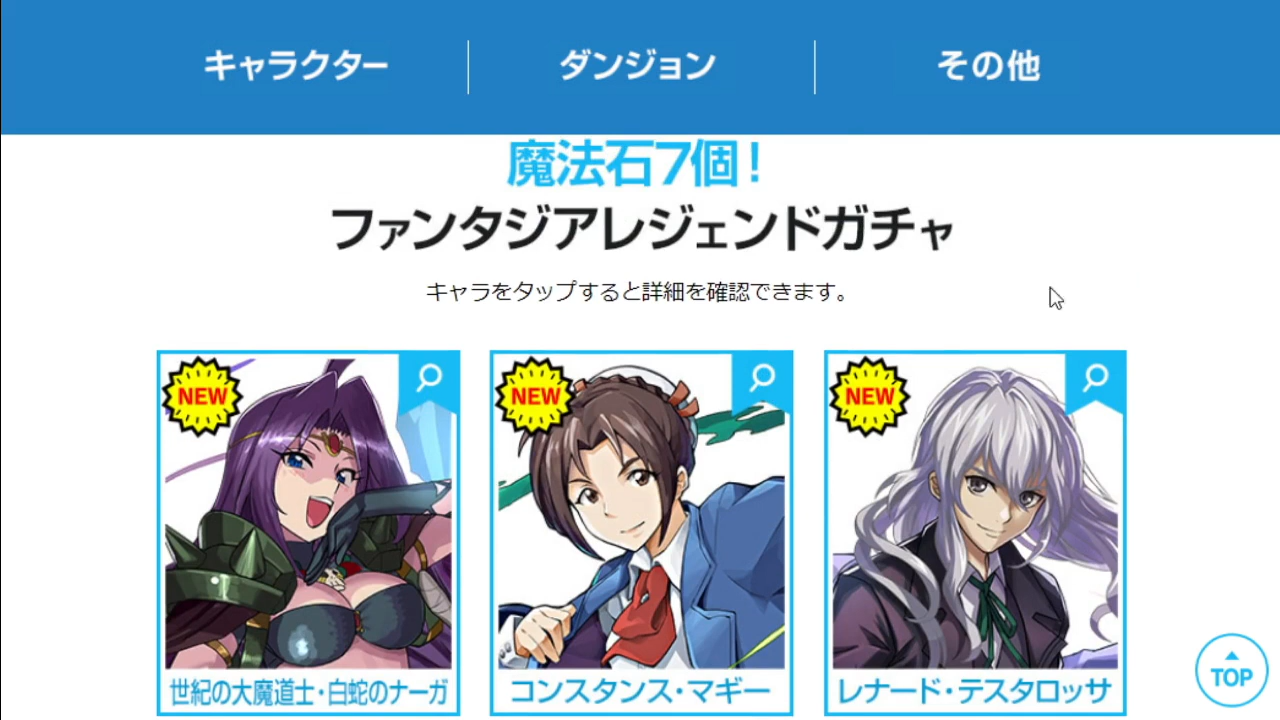 キャラクター
ダンジョン
その他
魔法石7個！
ファンタジアレジェンドガチャ
キャラをタップすると詳細を確認できます。
NEW
NEW
NEW
世紀の大魔道士・白蛇のナーガ
コンスタンス・マギー
レナード・テスタロッサ
TOP